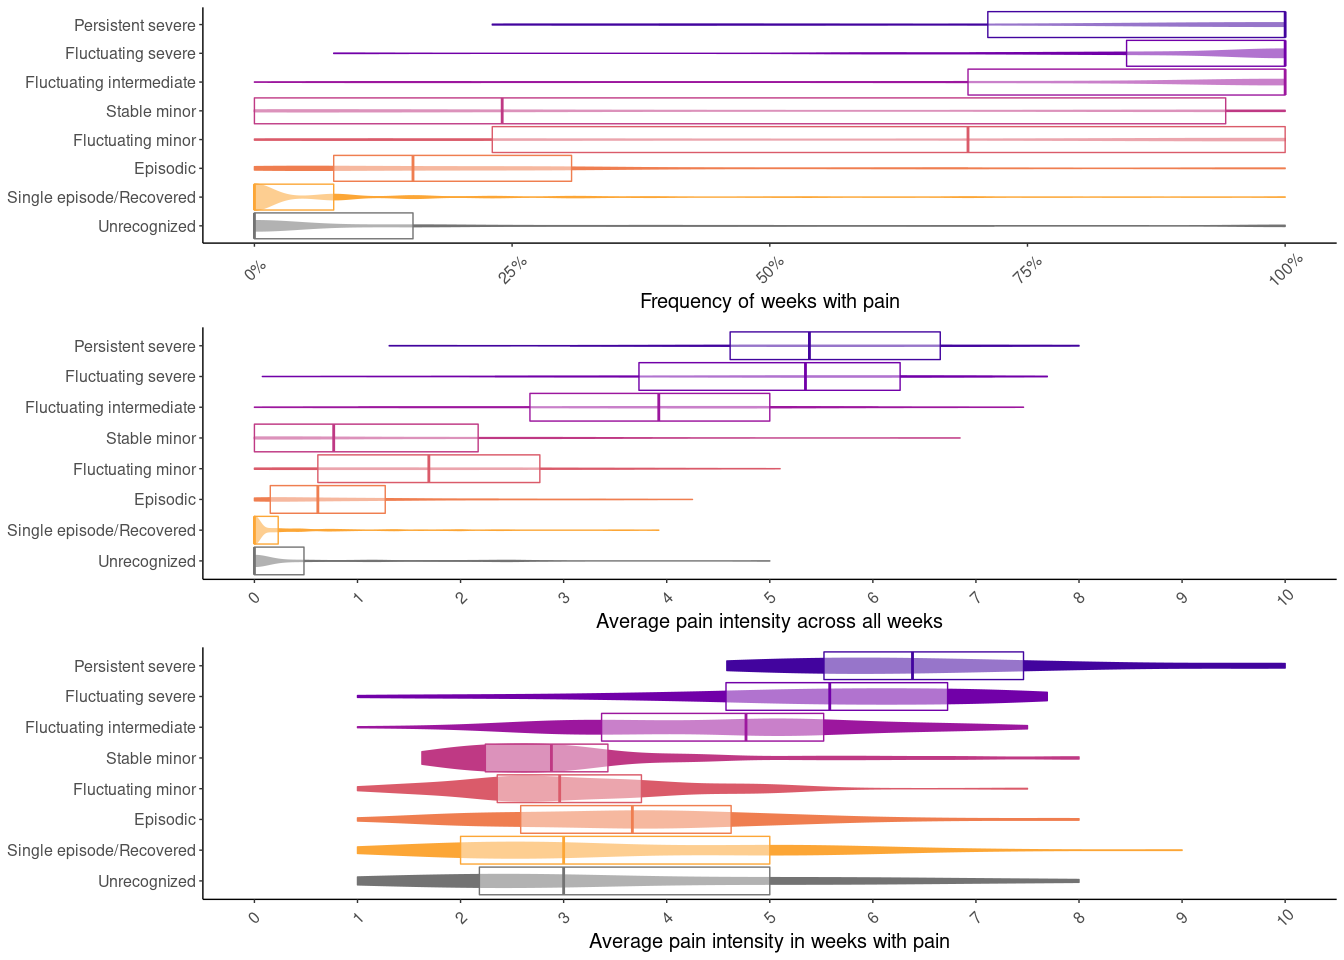 Persistent severe
Fluctuating severe
Fluctuating intermediate
Stable minor
Fluctuating minor
Episodic
Single episode/Recovered
Unrecognized
0% 25% 50% 75% 100%
Frequency of weeks with pain
Persistent severe
Fluctuating severe
Fluctuating intermediate
Stable minor
Fluctuating minor
Episodic
Single episode/Recovered
Unrecognized
0 1 2 3 4 5 6 7 8 9 10
Average pain intensity across all weeks
Persistent severe
Fluctuating severe
Fluctuating intermediate
Stable minor
Fluctuating minor
Episodic
Single episode/Recovered
Unrecognized
0 1 2 3 4 5 6 7 8 9 10
Average pain intensity in weeks with pain